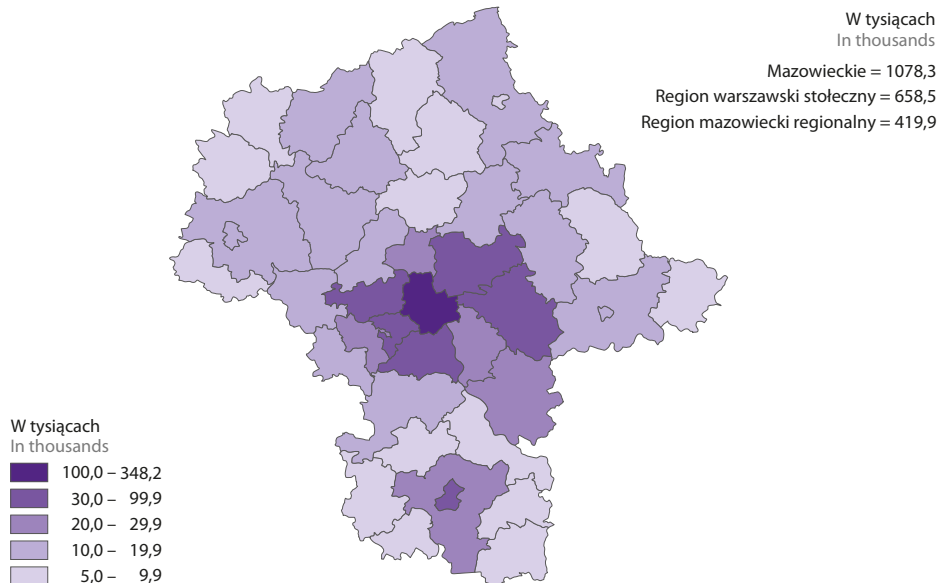 W tysiącach
In thousands
Mazowieckie = 1078,3
Region warszawski stołeczny = 658,5
Region mazowiecki regionalny = 419,9
W tysiącach
In thousands
100,0 – 348,2
30,0 – 99,9
20,0 – 29,9
10,0 – 19,9
5,0 – 9,9